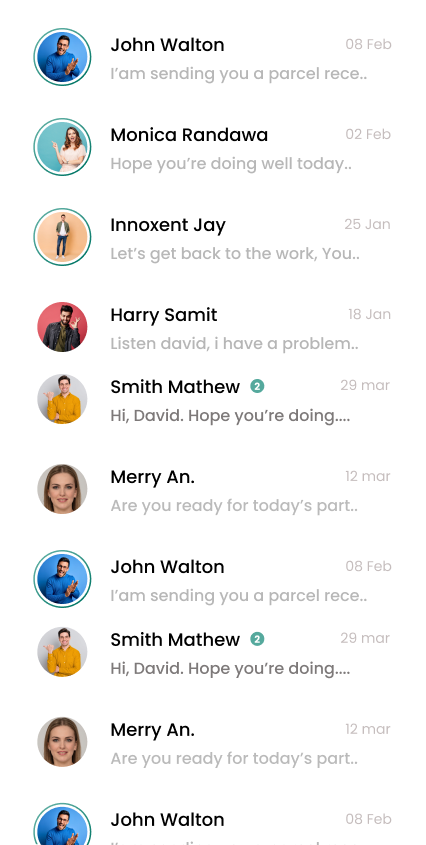 John Walton 08 Feb
I’am sending you a parcel rece..
Monica Randawa 02 Feb
Hope you’re doing well today..
Innoxent Jay 25 Jan
Let’s get back to the work, You..
Harry Samit 18 Jan
Listen david, i have a problem..
Smith Mathew 2 29 mar
Hi, David. Hope you’re doing....
Merry An. 12 mar
Are you ready for today’s part..
John Walton 08 Feb
I’am sending you a parcel rece..
Smith Mathew 2 29 mar
Hi, David. Hope you’re doing....
Merry An. 12 mar
Are you ready for today’s part..
John Walton 08 Feb